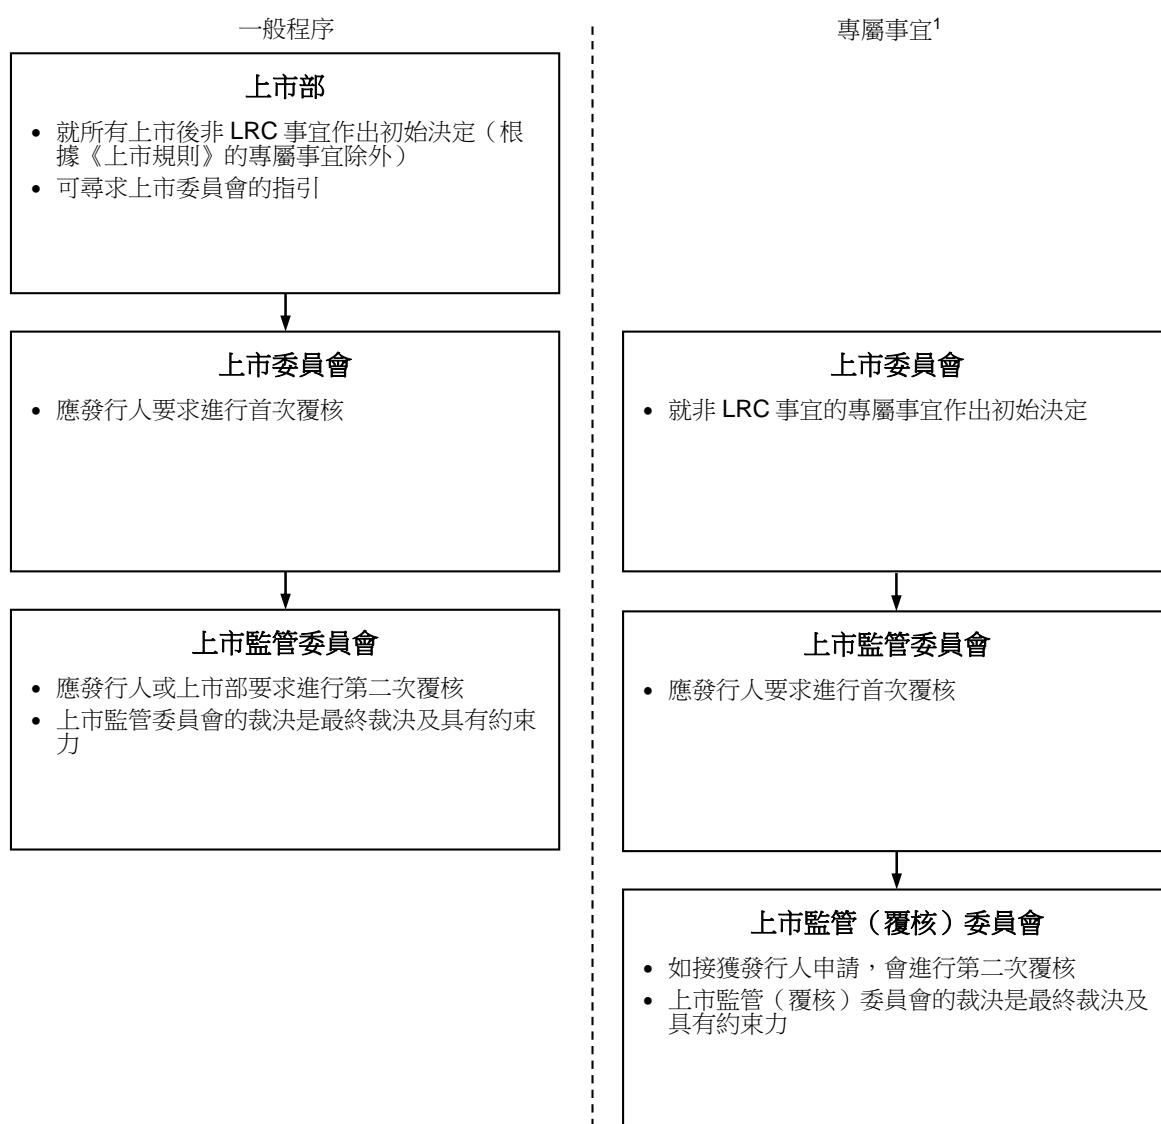 一般程序
上市部
• 就所有上市後非 LRC 事宜作出初始決定（根
據《上市規則》的專屬事宜除外）
• 可尋求上市委員會的指引
上市委員會
• 應發行人要求進行首次覆核
上市監管委員會
• 應發行人或上市部要求進行第二次覆核
• 上市監管委員會的裁決是最終裁決及具有約束
力
專屬事宜¹
上市委員會
• 就非 LRC 事宜的專屬事宜作出初始決定
上市監管委員會
• 應發行人要求進行首次覆核
上市監管（覆核）委員會
• 如接獲發行人申請，會進行第二次覆核
• 上市監管（覆核）委員會的裁決是最終裁決及
具有約束力